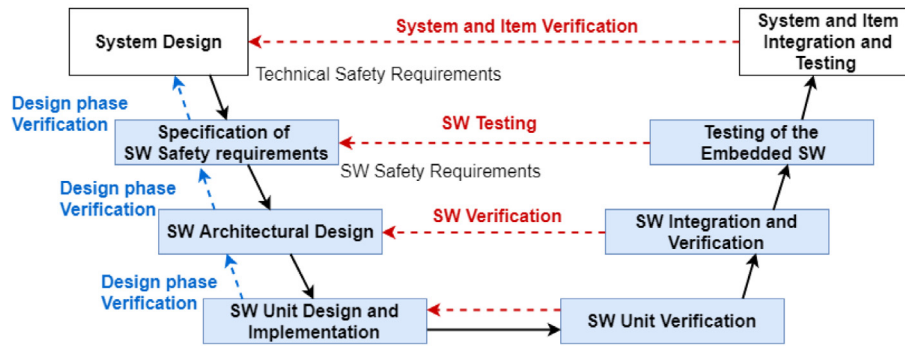 System Design
System and Item Verification
System and Item
Integration and
Testing
Technical Safety Requirements
Design phase
Verification
Specification of
SW Safety requirements
SW Testing
Testing of the
Embedded SW
SW Safety Requirements
Design phase
Verification
SW Architectural Design
SW Verification
SW Integration and
Verification
Design phase
Verification
SW Unit Design and
Implementation
SW Unit Verification